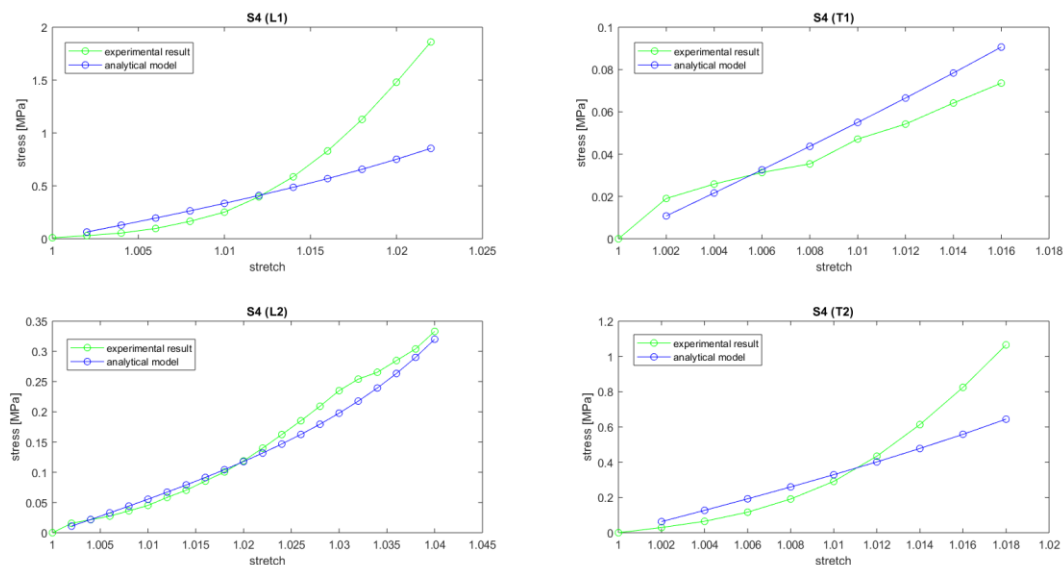 S4 (L1)
2
1.5
1
0.5
0
stress [MPa]
experimental result
analytical model
1 1.005 1.01 1.015 1.02 1.025
stretch
S4 (T1)
0.1
0.08
0.06
0.04
0.02
0
stress [MPa]
experimental result
analytical model
1 1.002 1.004 1.006 1.008 1.01 1.012 1.014 1.016 1.018
stretch
S4 (L2)
0.35
0.3
0.25
0.2
0.15
0.1
0.05
0
stress [MPa]
experimental result
analytical model
1 1.005 1.01 1.015 1.02 1.025 1.03 1.035 1.04 1.045
stretch
S4 (T2)
1.2
1
0.8
0.6
0.4
0.2
0
stress [MPa]
experimental result
analytical model
1 1.002 1.004 1.006 1.008 1.01 1.012 1.014 1.016 1.018 1.02
stretch